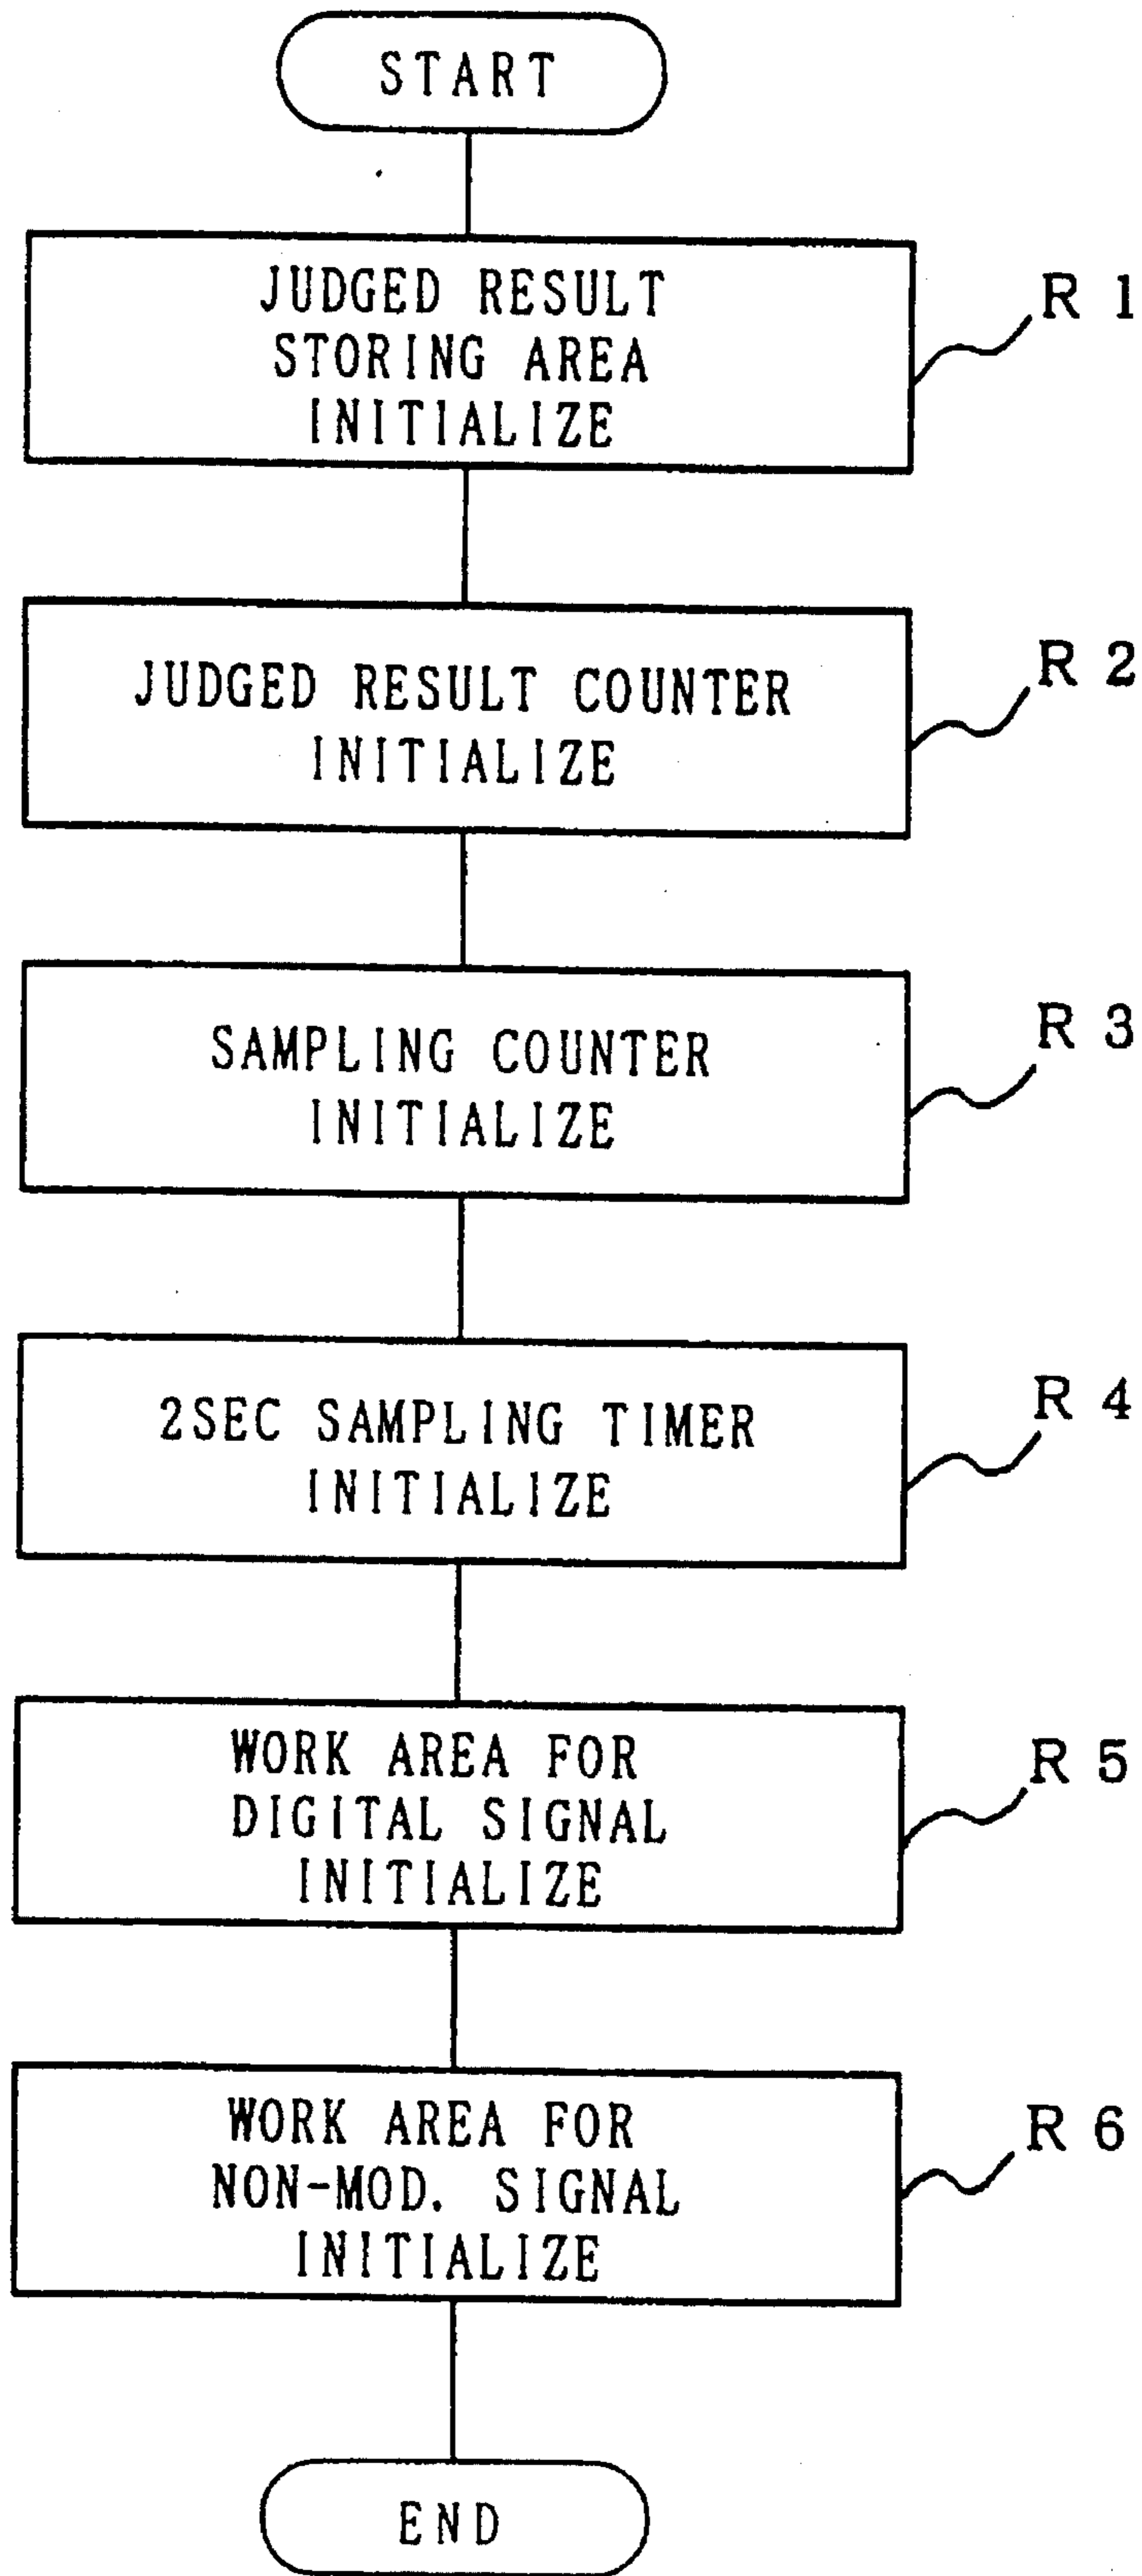 START
JUDGED RESULT
STORING AREA
INITIALIZE
R 1
JUDGED RESULT COUNTER
INITIALIZE
R 2
SAMPLING COUNTER
INITIALIZE
R 3
2SEC SAMPLING TIMER
INITIALIZE
R 4
WORK AREA FOR
DIGITAL SIGNAL
INITIALIZE
R 5
WORK AREA FOR
NON-MOD. SIGNAL
INITIALIZE
R 6
END